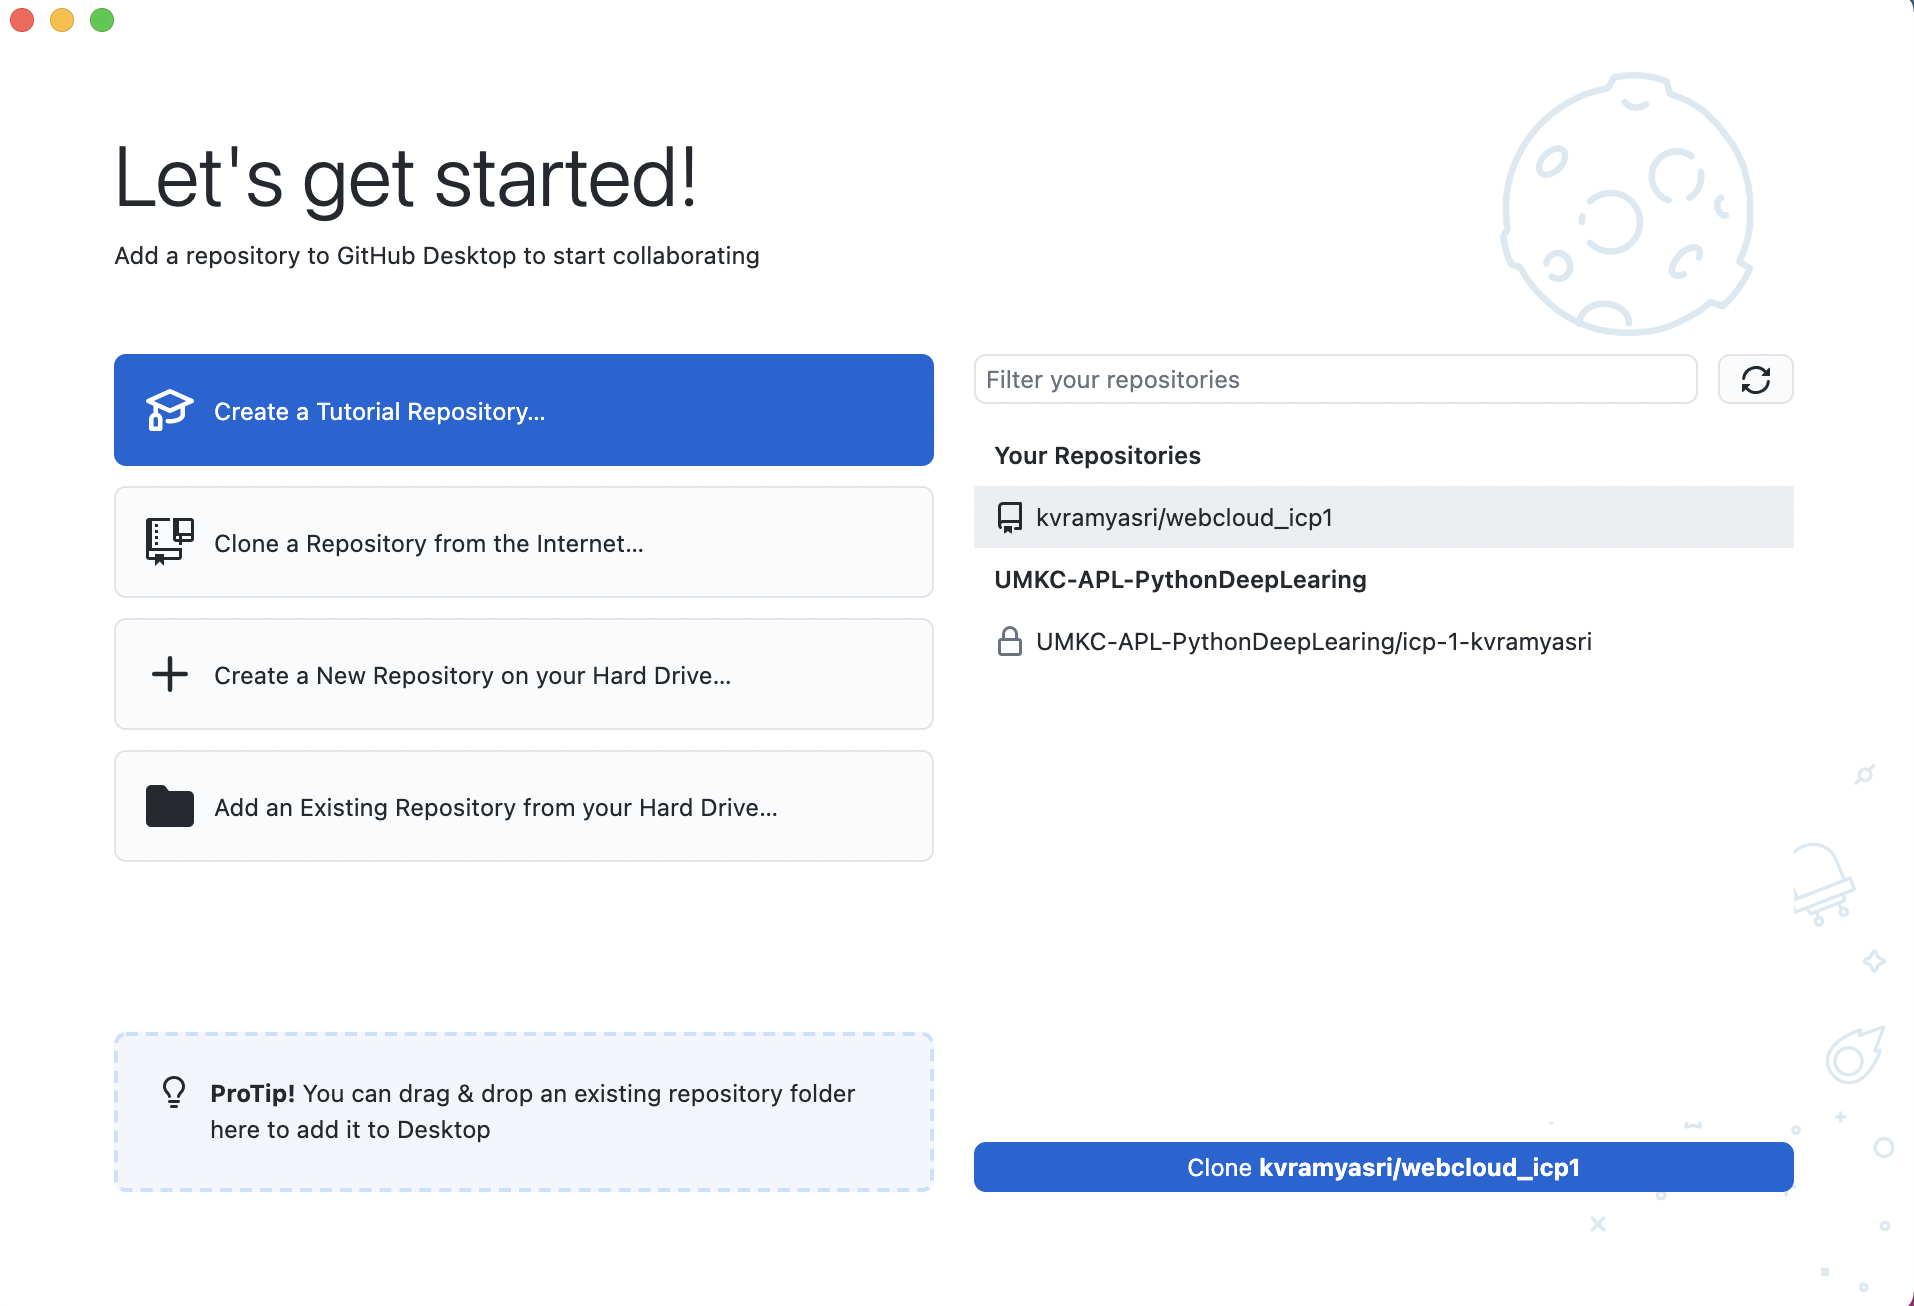 Let's get started!
Add a repository to GitHub Desktop to start collaborating
Create a Tutorial Repository...
Clone a Repository from the Internet...
Create a New Repository on your Hard Drive...
Add an Existing Repository from your Hard Drive...
ProTip! You can drag & drop an existing repository folder
here to add it to Desktop
Filter your repositories
Your Repositories
kvramyasri/webcloud_icp1
UMKC-APL-PythonDeepLearing
UMKC-APL-PythonDeepLearing/icp-1-kvramyasri
Clone kvramyasri/webcloud_icp1